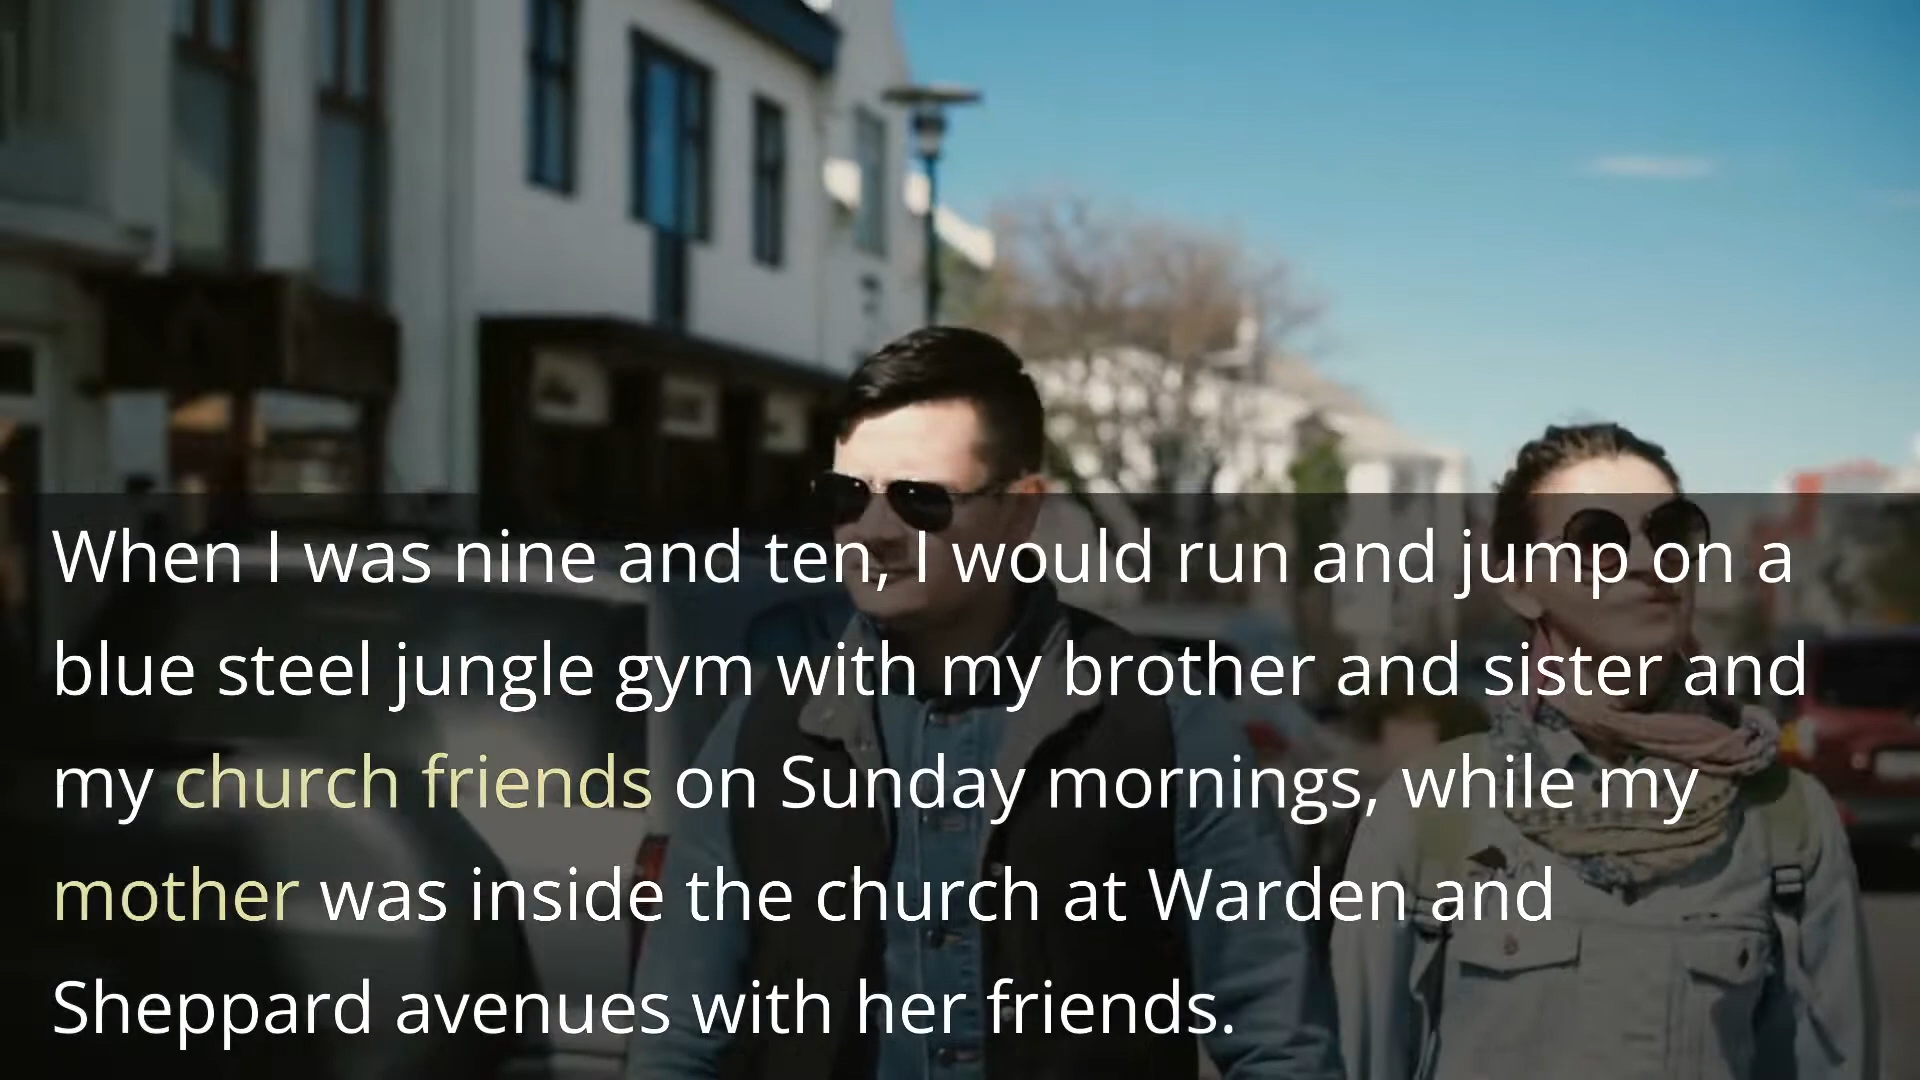 When I was nine and ten, I would run and jump on a
blue steel jungle gym with my brother and sister and
my church friends on Sunday mornings, while my
mother was inside the church at Warden and
Sheppard avenues with her friends.